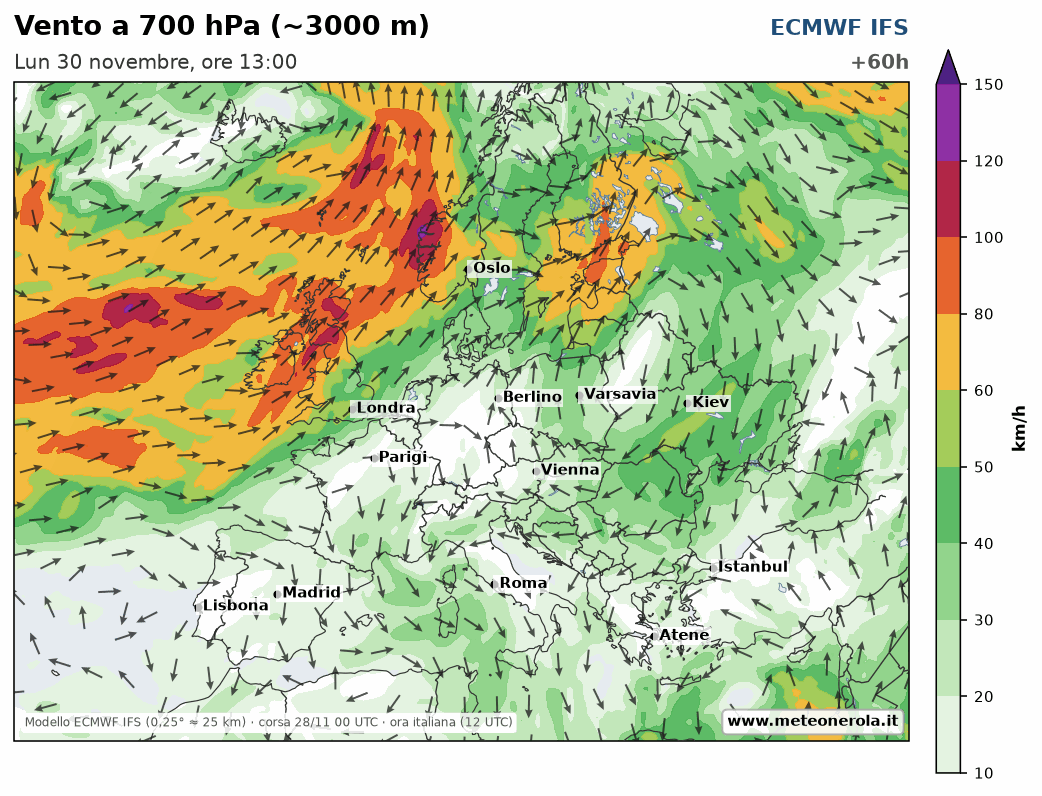 Vento a 700 hPa (~3000 m)
ECMWF IFS
Lun 30 novembre, ore 13:00
+60h
150
120
100
80
60
50
40
30
20
10
km/h
Oslo
Londra
Berlino
Varsavia
Kiev
Parigi
Vienna
Roma
Istanbul
Madrid
Lisbona
Atene
Modello ECMWF IFS (0,25° ≈ 25 km) · corsa 28/11 00 UTC · ora italiana (12 UTC)
www.meteonerola.it